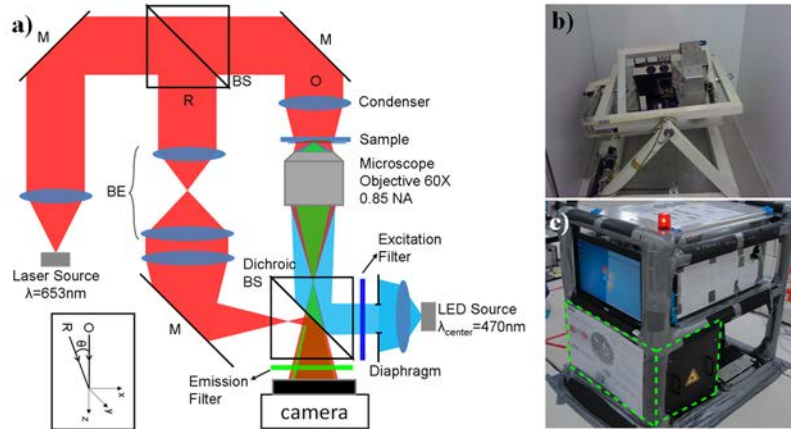 a)
M
M
BS
R
O
Condenser
Sample
Microscope
Objective 60X
0.85 NA
BE
Excitation
Filter
Laser Source
λ=653nm
Dichroic
BS
LED Source
λcenter=470nm
M
Diaphragm
Emission
Filter
camera
R
O
θ
x
y
z
b)
c)